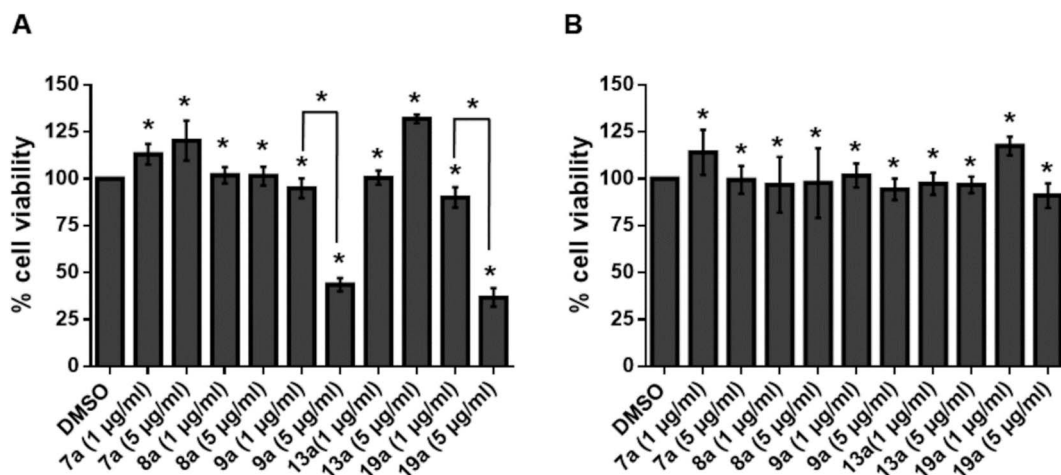 A
% cell viability
150
125
100
75
50
25
0
* * * * * * * * * *
* *
DMSO
7a (1 µg/ml)
7a (5 µg/ml)
8a (1 µg/ml)
8a (5 µg/ml)
9a (1 µg/ml)
9a (5 µg/ml)
13a(1 µg/ml)
13a (5 µg/ml)
19a (1 µg/ml)
19a (5 µg/ml)
B
% cell viability
150
125
100
75
50
25
0
* * * * * * * * * *
DMSO
7a (1 µg/ml)
7a (5 µg/ml)
8a (1 µg/ml)
8a (5 µg/ml)
9a (1 µg/ml)
9a (5 µg/ml)
13a (1 µg/ml)
13a (5 µg/ml)
19a (1 µg/ml)
19a (5 µg/ml)